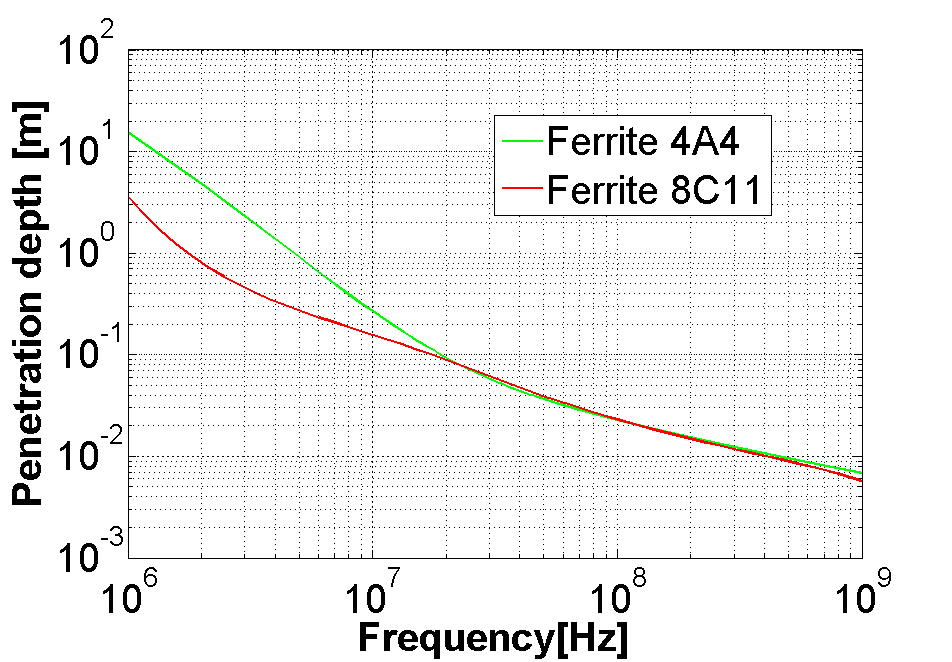 Penetration depth [m]
10^2
10^1
10^0
10^-1
10^-2
10^-3
Ferrite 4A4
Ferrite 8C11
10^6 10^7 10^8 10^9
Frequency[Hz]